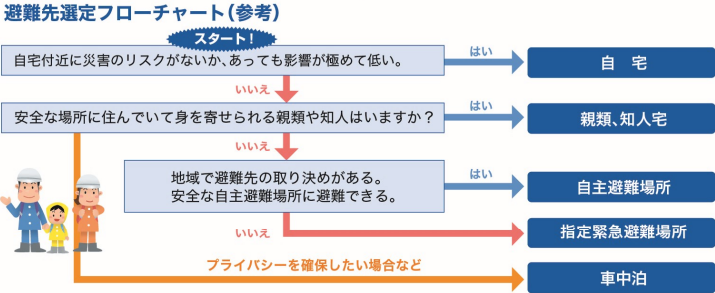 避難先選定フローチャート(参考)
スタート!
自宅付近に災害のリスクがないか、あっても影響が極めて低い。
はい
自　宅
いいえ
安全な場所に住んでいて身を寄せられる親類や知人はいますか？
はい
親類、知人宅
いいえ
地域で避難先の取り決めがある。
安全な自主避難場所に避難できる。
はい
自主避難場所
いいえ
指定緊急避難場所
プライバシーを確保したい場合など
車中泊